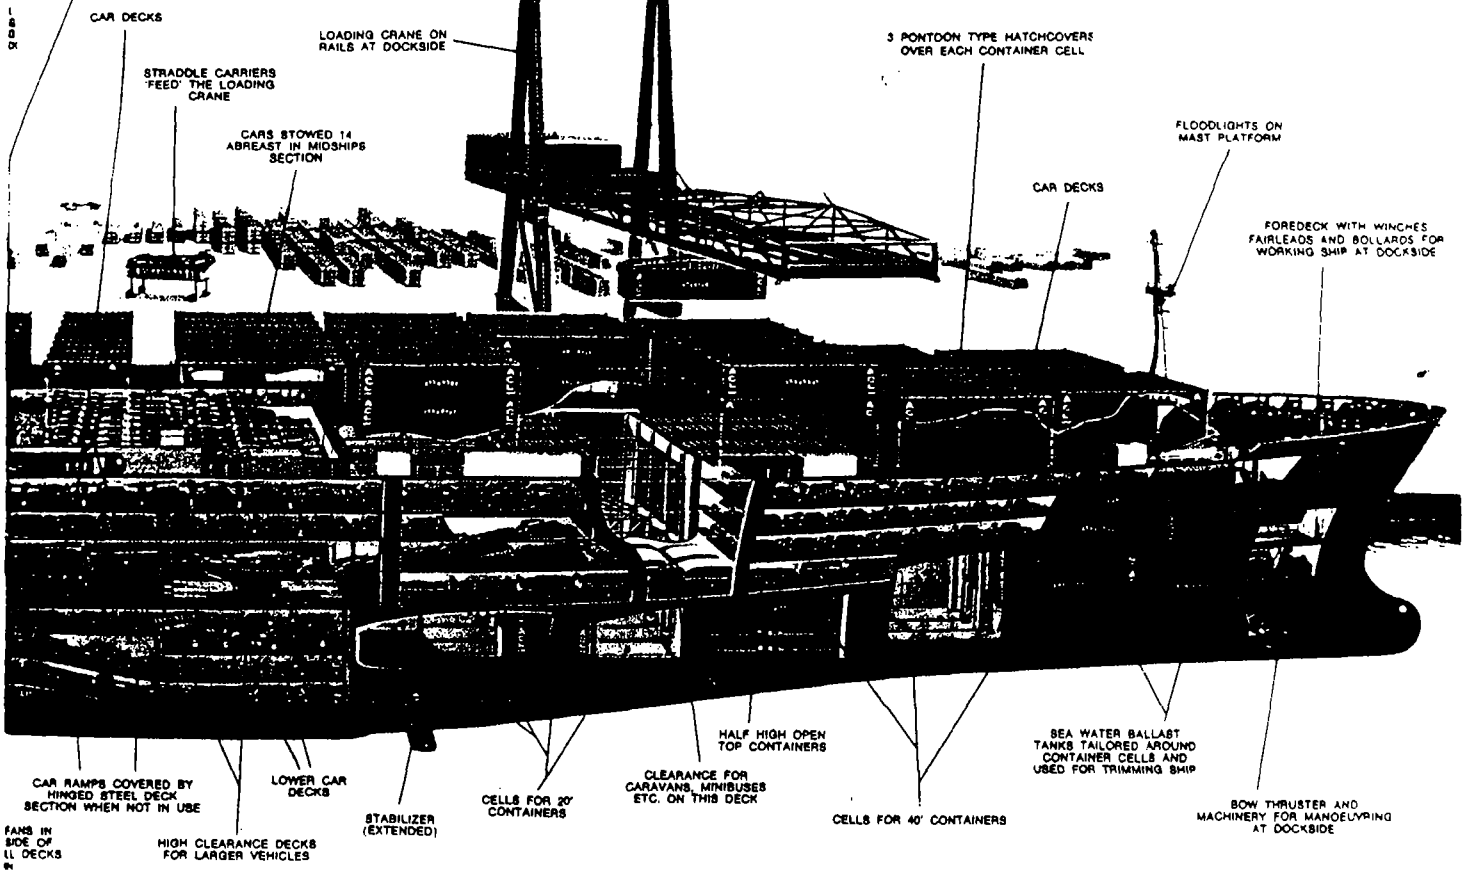 CAR DECKS
LOADING CRANE ON
RAILS AT DOCKSIDE
3 PONTOON TYPE HATCHCOVERS
OVER EACH CONTAINER CELL
STRADDLE CARRIERS
'FEED' THE LOADING
CRANE
CARS STOWED 14
ABREAST IN MIDSHIPS
SECTION
FLOODLIGHTS ON
MAST PLATFORM
CAR DECKS
FOREDECK WITH WINCHES
FAIRLEADS AND BOLLARDS FOR
WORKING SHIP AT DOCKSIDE
ACL
ACL
ACL
ACL
CAR RAMPS COVERED BY
HINGED STEEL DECK
SECTION WHEN NOT IN USE
LOWER CAR
DECKS
STABILIZER
(EXTENDED)
CELLS FOR 20'
CONTAINERS
CLEARANCE FOR
CARAVANS, MINIBUSES
ETC. ON THIS DECK
HALF HIGH OPEN
TOP CONTAINERS
CELLS FOR 40' CONTAINERS
SEA WATER BALLAST
TANKS TAILORED AROUND
CONTAINER CELLS AND
USED FOR TRIMMING SHIP
BOW THRUSTER AND
MACHINERY FOR MANOEUVRING
AT DOCKSIDE
FANS IN
SIDE OF
LL DECKS
HIGH CLEARANCE DECKS
FOR LARGER VEHICLES